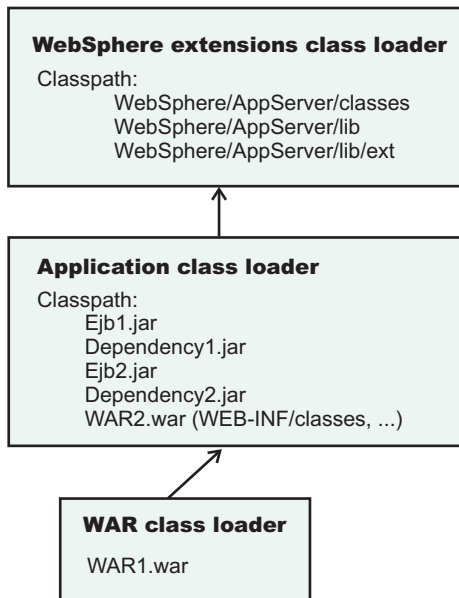 WebSphere extensions class loader
Classpath:
WebSphere/AppServer/classes
WebSphere/AppServer/lib
WebSphere/AppServer/lib/ext
Application class loader
Classpath:
Ejb1.jar
Dependency1.jar
Ejb2.jar
Dependency2.jar
WAR2.war (WEB-INF/classes, ...)
WAR class loader
WAR1.war